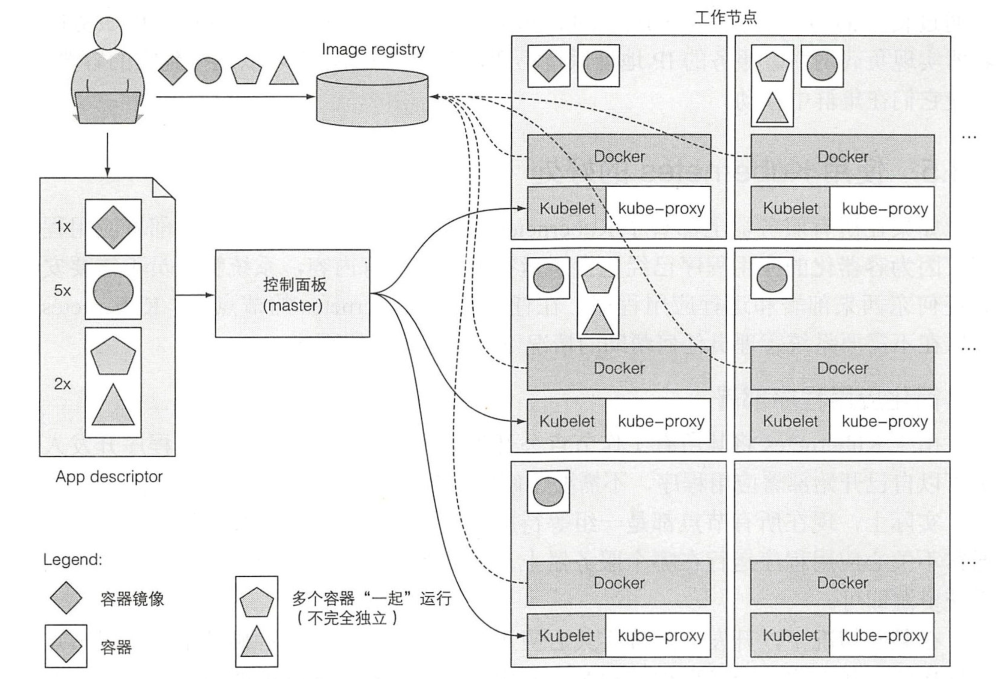 工作节点
Image registry
Docker
Kubelet
kube-proxy
Docker
Kubelet
kube-proxy
...
1x
5x
2x
App descriptor
控制面板
(master)
Docker
Kubelet
kube-proxy
Docker
Kubelet
kube-proxy
...
Docker
Kubelet
kube-proxy
Docker
Kubelet
kube-proxy
...
Legend:
容器镜像
容器
多个容器“一起”运行
(不完全独立)